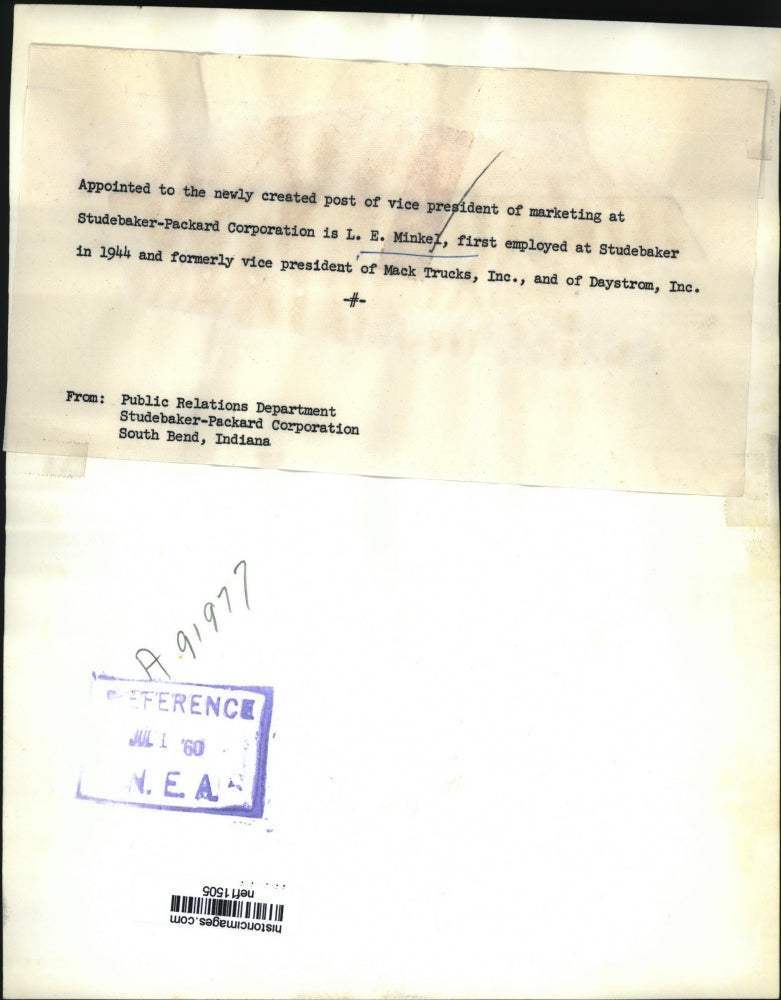 Appointed to the newly created post of vice president of marketing at
Studebaker-Packard Corporation is L. E. Minkel, first employed at Studebaker
in 1944 and formerly vice president of Mack Trucks, Inc., and of Daystrom, Inc.
-#-
From: Public Relations Department
Studebaker-Packard Corporation
South Bend, Indiana
A 91977
REFERENCE
JUL 1 '60
N. E. A.
nef11505
historicimages.com